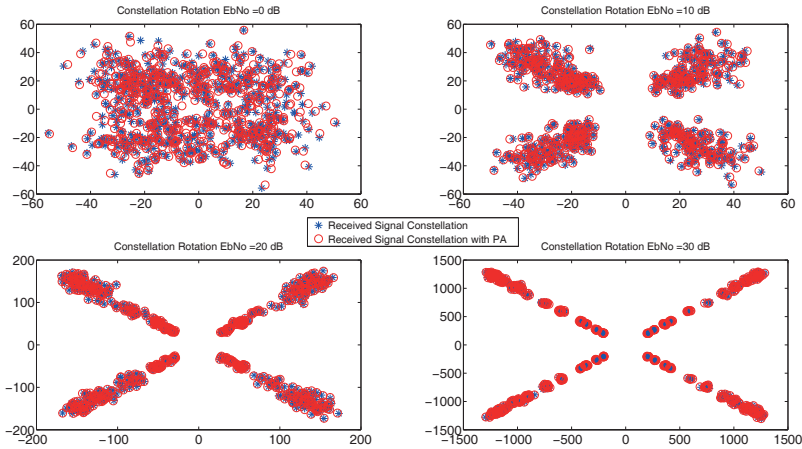 Constellation Rotation EbNo =0 dB
60
40
20
0
−20
−40
−60
−60 −40 −20 0 20 40 60
Constellation Rotation EbNo =10 dB
60
40
20
0
−20
−40
−60
−60 −40 −20 0 20 40 60
Received Signal Constellation
Received Signal Constellation with PA
Constellation Rotation EbNo =20 dB
200
100
0
−100
−200
−200 −100 0 100 200
Constellation Rotation EbNo =30 dB
1500
1000
500
0
−500
−1000
−1500
−1500 −1000 −500 0 500 1000 1500